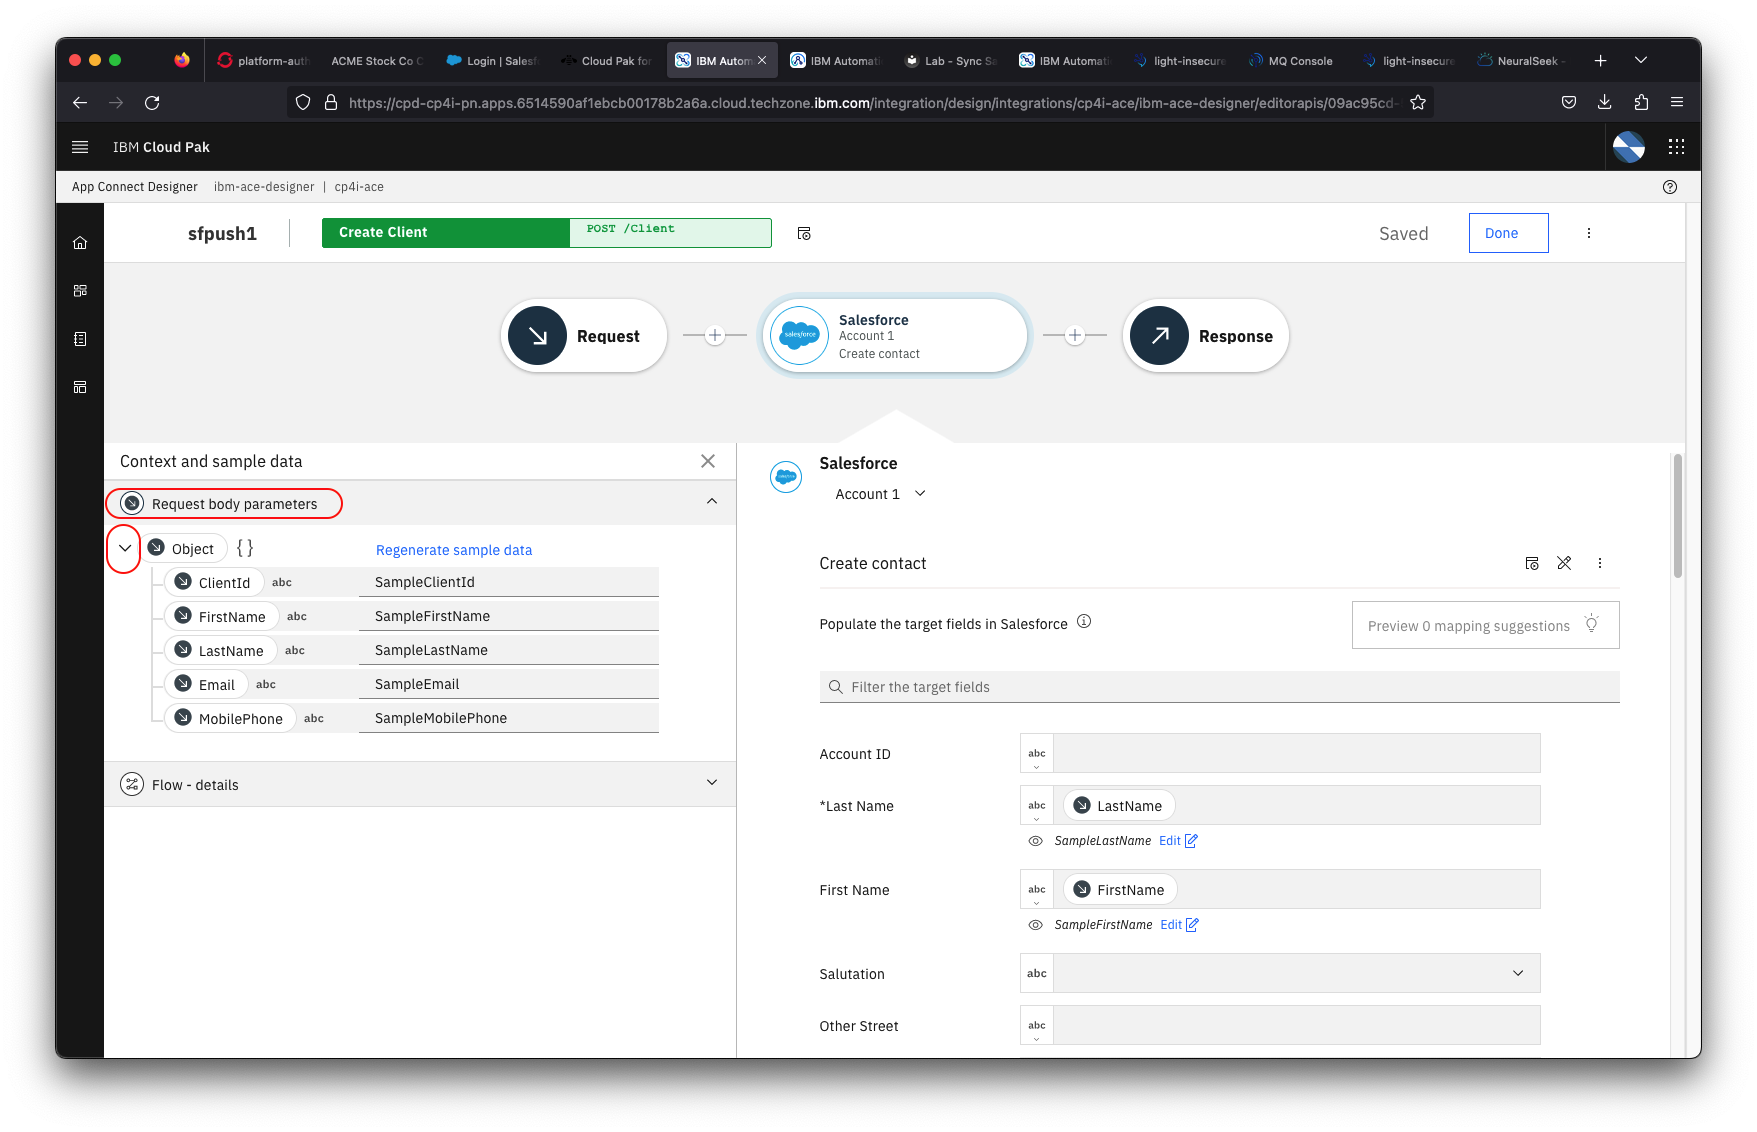 platform-auth
ACME Stock Co C
Login | Salesf
Cloud Pak for
IBM Autom
IBM Automati
Lab - Sync Sa
IBM Automati
light-insecure
MQ Console
light-insecure
NeuralSeek -
https://cpd-cp4i-pn.apps.6514590af1ebcb00178b2a6a.cloud.techzone.ibm.com/integration/design/integrations/cp4i-ace/ibm-ace-designer/editorapis/09ac95cd-
IBM Cloud Pak
App Connect Designer ibm-ace-designer | cp4i-ace
sfpush1
Create Client
POST /Client
Saved
Done
Request
salesforce
Salesforce
Account 1
Create contact
Response
Context and sample data
Request body parameters
Object { }
Regenerate sample data
ClientId abc SampleClientId
FirstName abc SampleFirstName
LastName abc SampleLastName
Email abc SampleEmail
MobilePhone abc SampleMobilePhone
Flow - details
Salesforce
Account 1
Create contact
Populate the target fields in Salesforce
Preview 0 mapping suggestions
Filter the target fields
Account ID abc
*Last Name abc LastName
SampleLastName Edit
First Name abc FirstName
SampleFirstName Edit
Salutation abc
Other Street abc